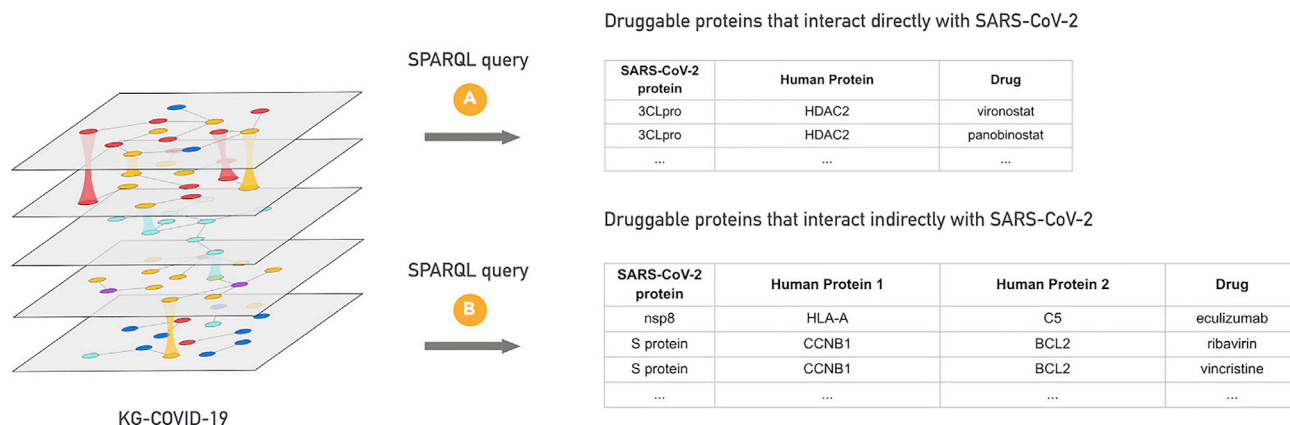 Druggable proteins that interact directly with SARS-CoV-2
SPARQL query
A
SARS-CoV-2 protein Human Protein Drug
3CLpro HDAC2 vironostat
3CLpro HDAC2 panobinostat
... ... ...
Druggable proteins that interact indirectly with SARS-CoV-2
SPARQL query
B
SARS-CoV-2 protein Human Protein 1 Human Protein 2 Drug
nsp8 HLA-A C5 eculizumab
S protein CCNB1 BCL2 ribavirin
S protein CCNB1 BCL2 vincristine
... ... ... ...
KG-COVID-19